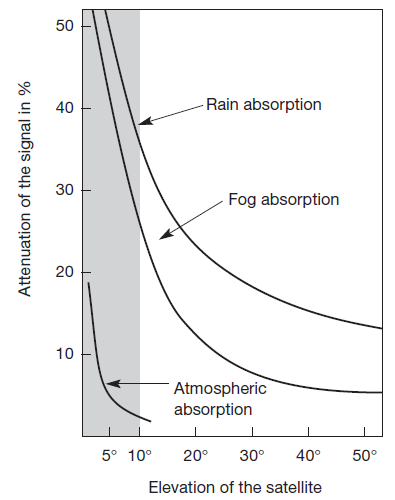 Attenuation of the signal in %
50
40
30
20
10
Rain absorption
Fog absorption
Atmospheric
absorption
5° 10° 20° 30° 40° 50°
Elevation of the satellite